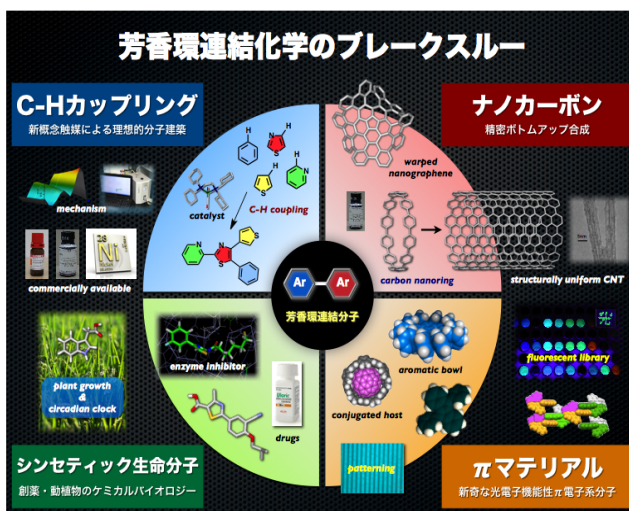 芳香環連結化学のブレークスルー
C-Hカップリング
新概念触媒による理想的分子建築
ナノカーボン
精密ボトムアップ合成
H
H
S
N
H
S
H
N
warped
nanographene
mechanism
catalyst
C-H coupling
S
N
S
N
commercially available
28
Ni
carbon nanoring
structurally uniform CNT
Ar
Ar
芳香環連結分子
plant growth
&
circadian clock
enzyme inhibitor
drugs
aromatic bowl
conjugated host
fluorescent library
patterning
シンセティック生命分子
創薬・動植物のケミカルバイオロジー
πマテリアル
新奇な光電子機能性π電子系分子